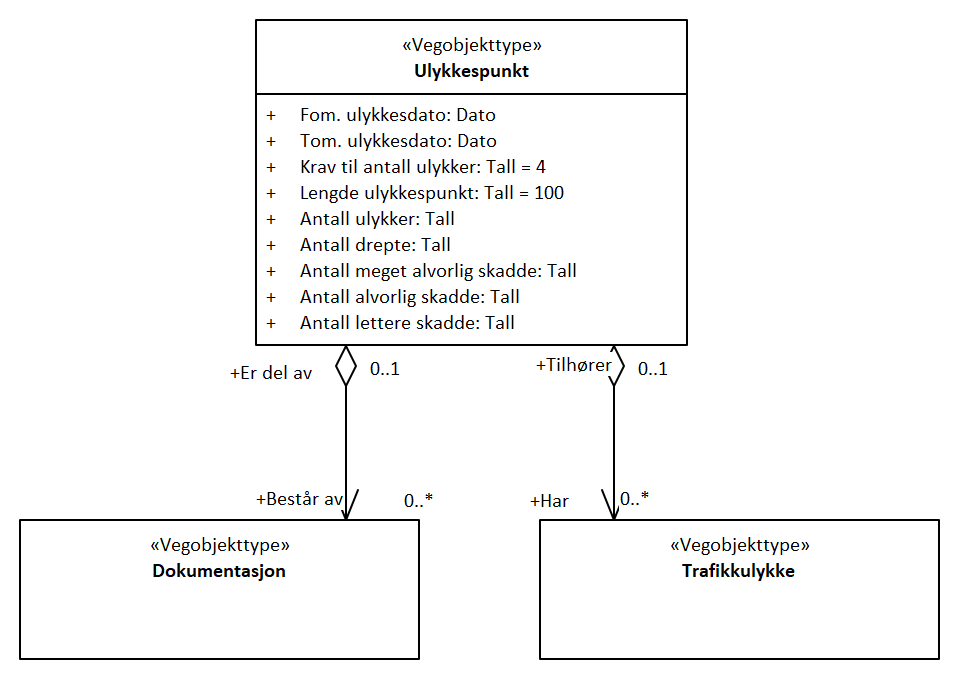 «Vegobjekttype»
Ulykkespunkt
+ Fom. ulykkesdato: Dato
+ Tom. ulykkesdato: Dato
+ Krav til antall ulykker: Tall = 4
+ Lengde ulykkespunkt: Tall = 100
+ Antall ulykker: Tall
+ Antall drepte: Tall
+ Antall meget alvorlig skadde: Tall
+ Antall alvorlig skadde: Tall
+ Antall lettere skadde: Tall
+Er del av 0..1
+Tilhører 0..1
+Består av 0..*
+Har 0..*
«Vegobjekttype»
Dokumentasjon
«Vegobjekttype»
Trafikkulykke